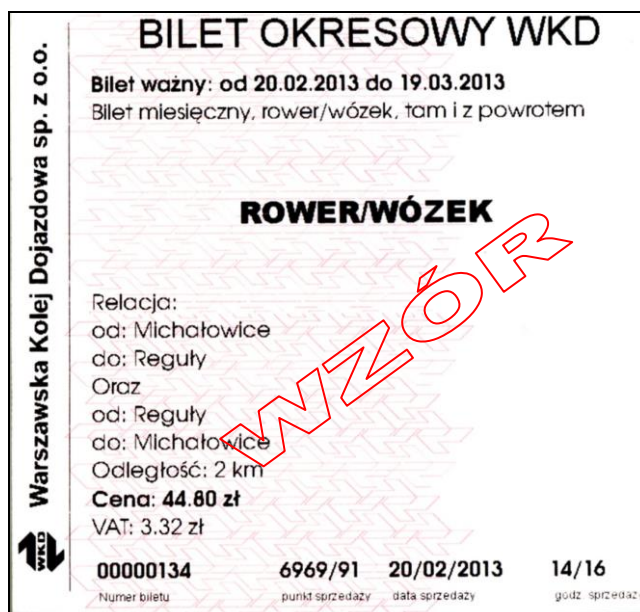 BILET OKRESOWY WKD
Bilet ważny: od 20.02.2013 do 19.03.2013
Bilet miesięczny, rower/wózek, tam i z powrotem
ROWER/WÓZEK
Relacja:
od: Michałowice
do: Reguły
Oraz
od: Reguły
do: Michałowice
Odległość: 2 km
Cena: 44.80 zł
VAT: 3.32 zł
WZÓR
00000134 6969/91 20/02/2013 14/16
Numer biletu punkt sprzedaży data sprzedaży godz. sprzedaż
Warszawska Kolej Dojazdowa sp. z o.o.
WKD